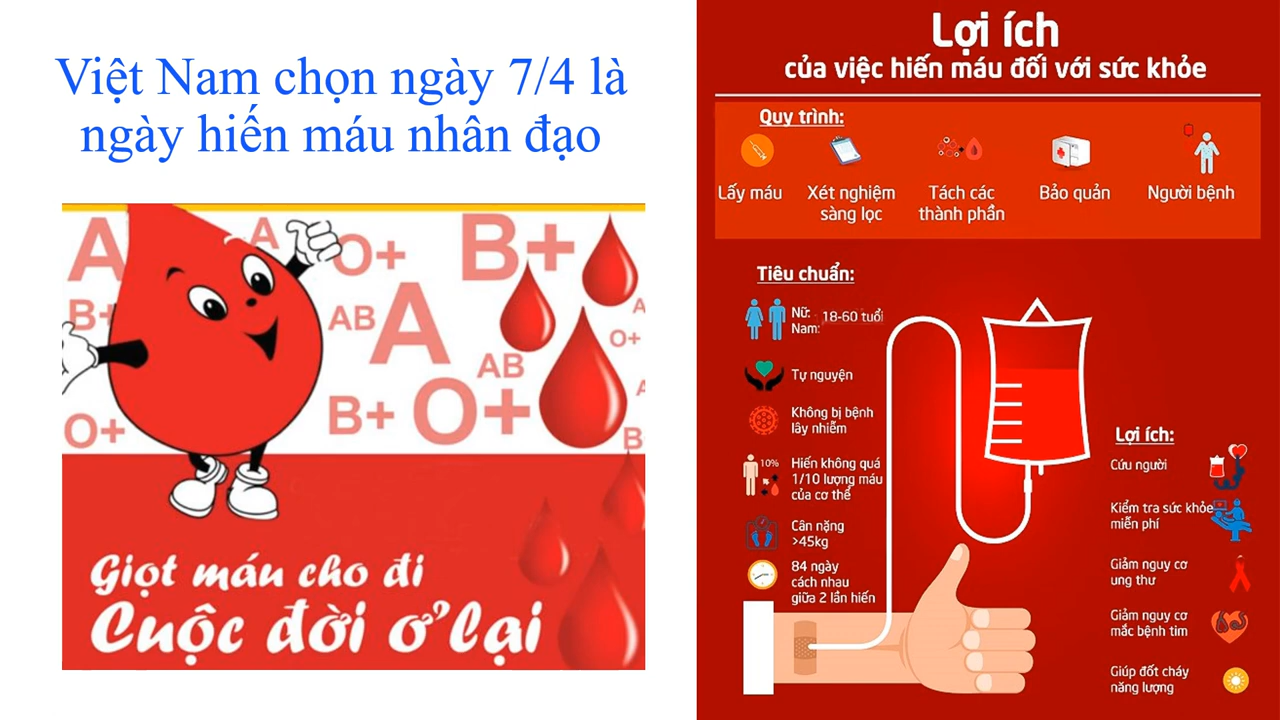 Việt Nam chọn ngày 7/4 là
ngày hiến máu nhân đạo
A
A
O+
B+
B+
AB
A
A
O+
AB
B+
O+
A
O+
B
Giọt máu cho đi
Cuộc đời ở lại
Lợi ích
của việc hiến máu đối với sức khỏe
Quy trình:
Lấy máu
Xét nghiệm
sàng lọc
Tách các
thành phần
Bảo quản
Người bệnh
Tiêu chuẩn:
Nữ: 18-60 tuổi
Nam:
Tự nguyện
Không bị bệnh
lây nhiễm
10%
Hiến không quá
1/10 lượng máu
của cơ thể
Cân nặng
>45kg
84 ngày
cách nhau
giữa 2 lần hiến
Lợi ích:
Cứu người
Kiểm tra sức khỏe
miễn phí
Giảm nguy cơ
ung thư
Giảm nguy cơ
mắc bệnh tim
Giúp đốt cháy
năng lượng